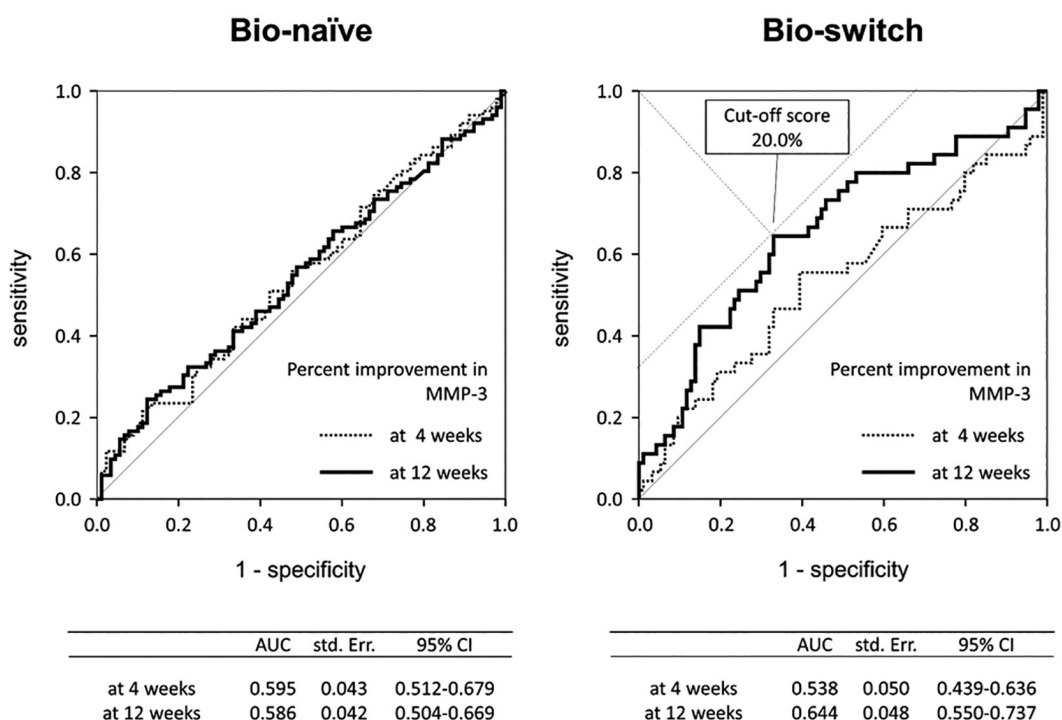 Bio-naïve
1.0
0.8
0.6
0.4
0.2
0.0
sensitivity
Percent improvement in
MMP-3
at 4 weeks
at 12 weeks
0.0 0.2 0.4 0.6 0.8 1.0
1 - specificity
AUC std. Err. 95% CI
at 4 weeks 0.595 0.043 0.512-0.679
at 12 weeks 0.586 0.042 0.504-0.669
Bio-switch
1.0
0.8
0.6
0.4
0.2
0.0
sensitivity
Cut-off score
20.0%
Percent improvement in
MMP-3
at 4 weeks
at 12 weeks
0.0 0.2 0.4 0.6 0.8 1.0
1 - specificity
AUC std. Err. 95% CI
at 4 weeks 0.538 0.050 0.439-0.636
at 12 weeks 0.644 0.048 0.550-0.737